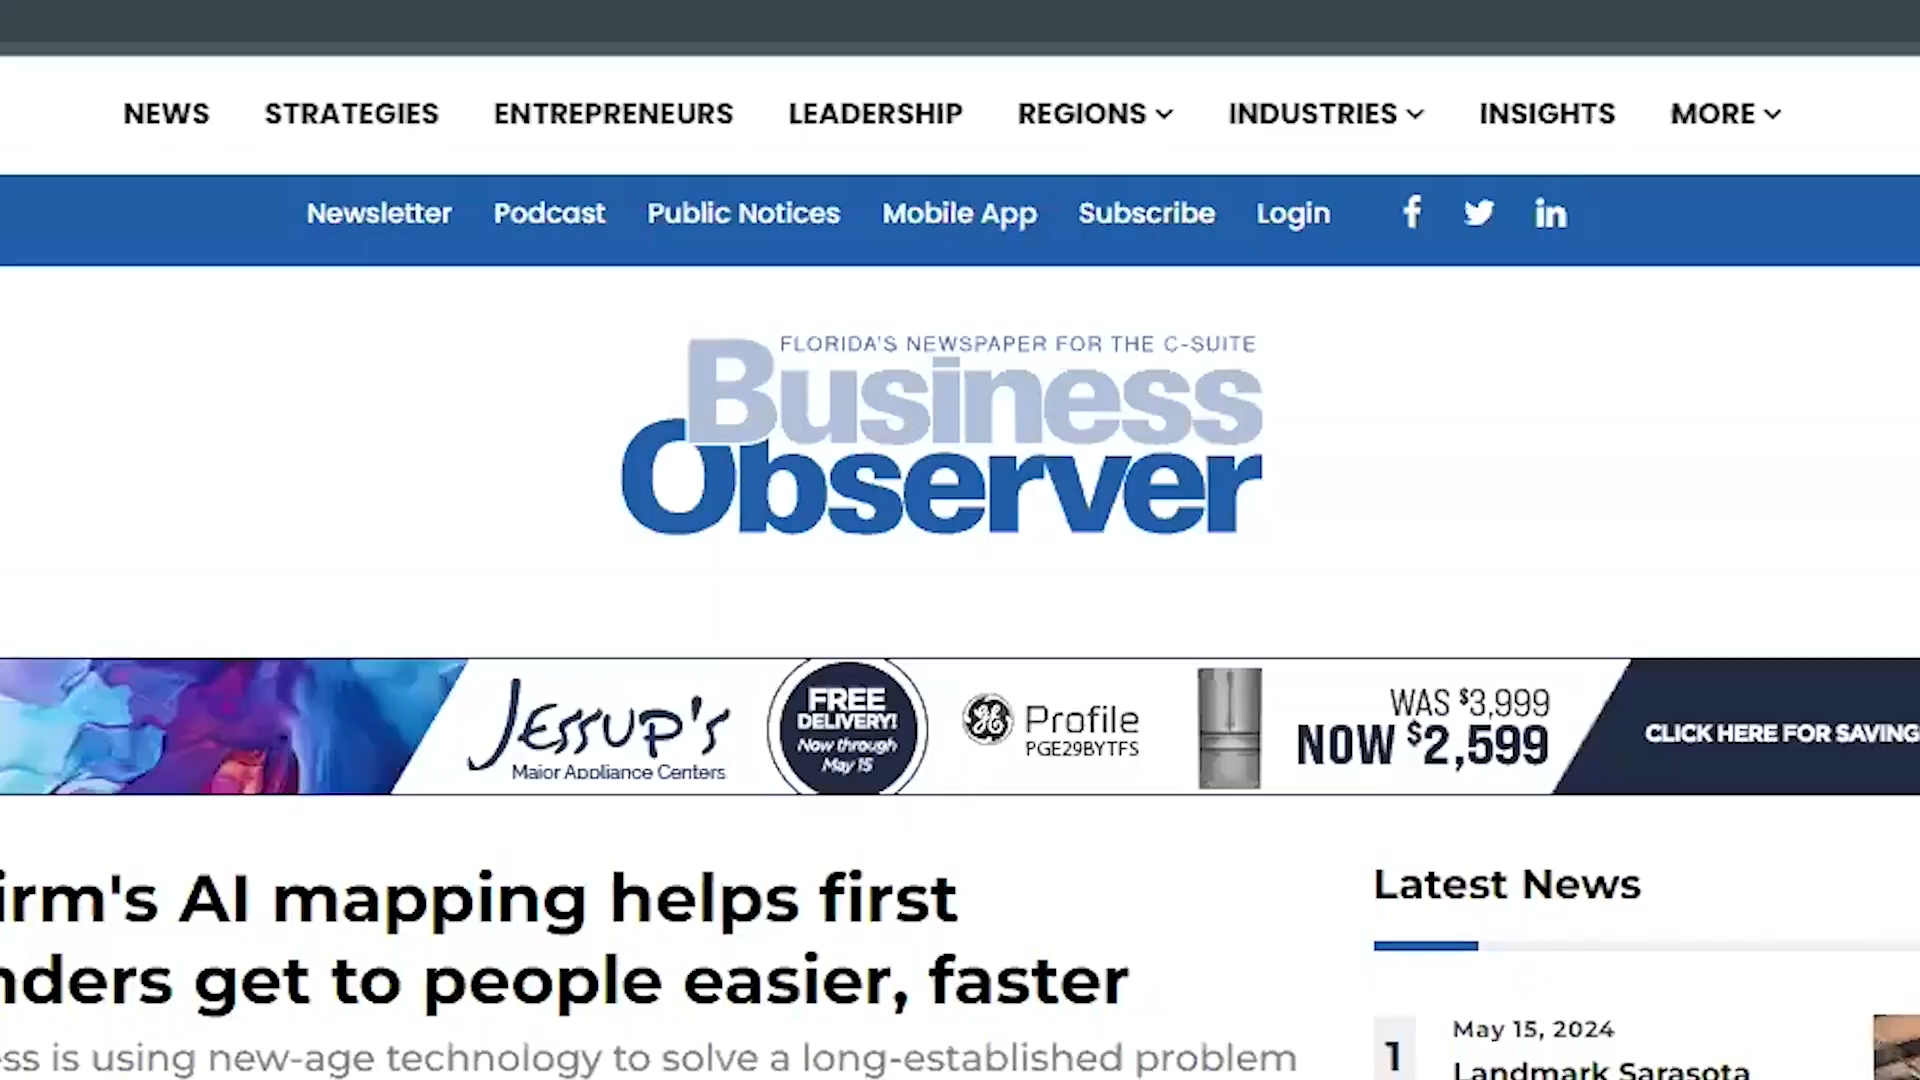 NEWS STRATEGIES ENTREPRENEURS LEADERSHIP REGIONS INDUSTRIES INSIGHTS MORE
Newsletter Podcast Public Notices Mobile App Subscribe Login f in
FLORIDA'S NEWSPAPER FOR THE C-SUITE
Business
Observer
JESSUP'S
Major Appliance Centers
FREE
DELIVERY!
Now through
May 15
GE
Profile
PGE29BYTFS
WAS $3,999
NOW $2,599
CLICK HERE FOR SAVING
irm's AI mapping helps first
nders get to people easier, faster
ss is using new-age technology to solve a long-established problem
Latest News
1
May 15, 2024
Landmark Sarasota